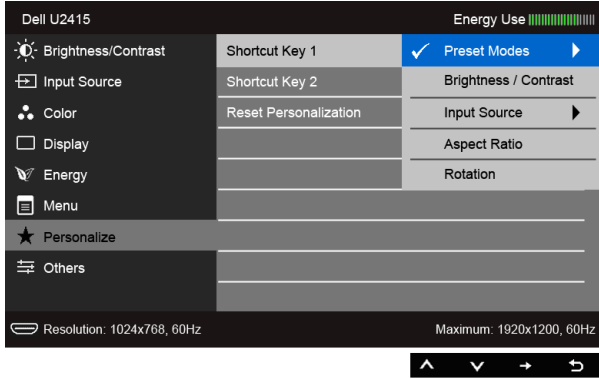 Dell U2415
Energy Use
Brightness/Contrast
Input Source
Color
Display
Energy
Menu
Personalize
Others
Shortcut Key 1
Shortcut Key 2
Reset Personalization
Preset Modes
Brightness / Contrast
Input Source
Aspect Ratio
Rotation
Resolution: 1024x768, 60Hz
Maximum: 1920x1200, 60Hz